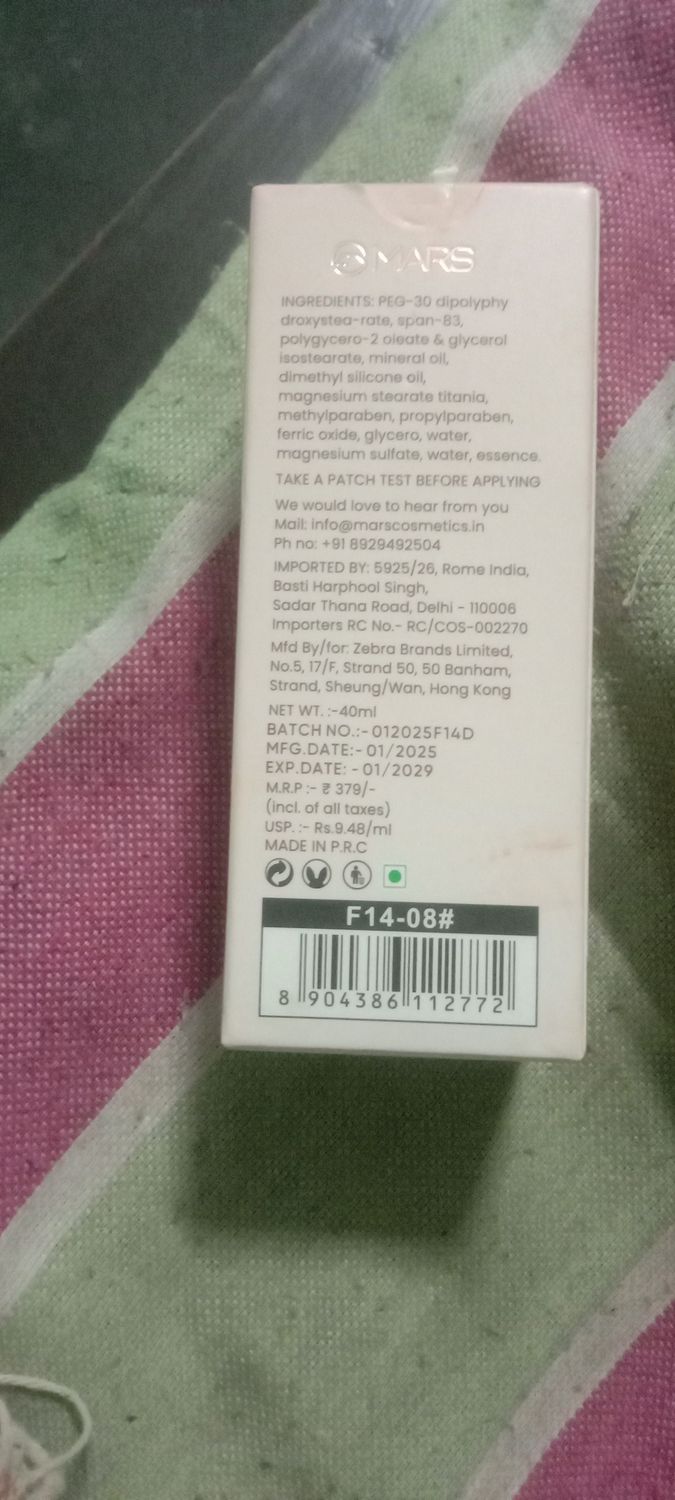 MARS
INGREDIENTS: PEG-30 dipolyphy
droxystea-rate, span-83,
polygycero-2 oleate & glycerol
isostearate, mineral oil,
dimethyl silicone oil,
magnesium stearate titania,
methylparaben, propylparaben,
ferric oxide, glycero, water,
magnesium sulfate, water, essence.
TAKE A PATCH TEST BEFORE APPLYING
We would love to hear from you
Mail: info@marscosmetics.in
Ph no: +91 8929492504
IMPORTED BY: 5925/26, Rome India,
Basti Harphool Singh,
Sadar Thana Road, Delhi - 110006
Importers RC No.- RC/COS-002270
Mfd By/for: Zebra Brands Limited,
No.5, 17/F, Strand 50, 50 Banham,
Strand, Sheung/Wan, Hong Kong
NET WT. :-40ml
BATCH NO.:- 012025F14D
MFG.DATE:- 01/2025
EXP.DATE: - 01/2029
M.R.P :- ₹ 379/-
(incl. of all taxes)
USP. :- Rs.9.48/ml
MADE IN P.R.C
F14-08#
8 904386 112772